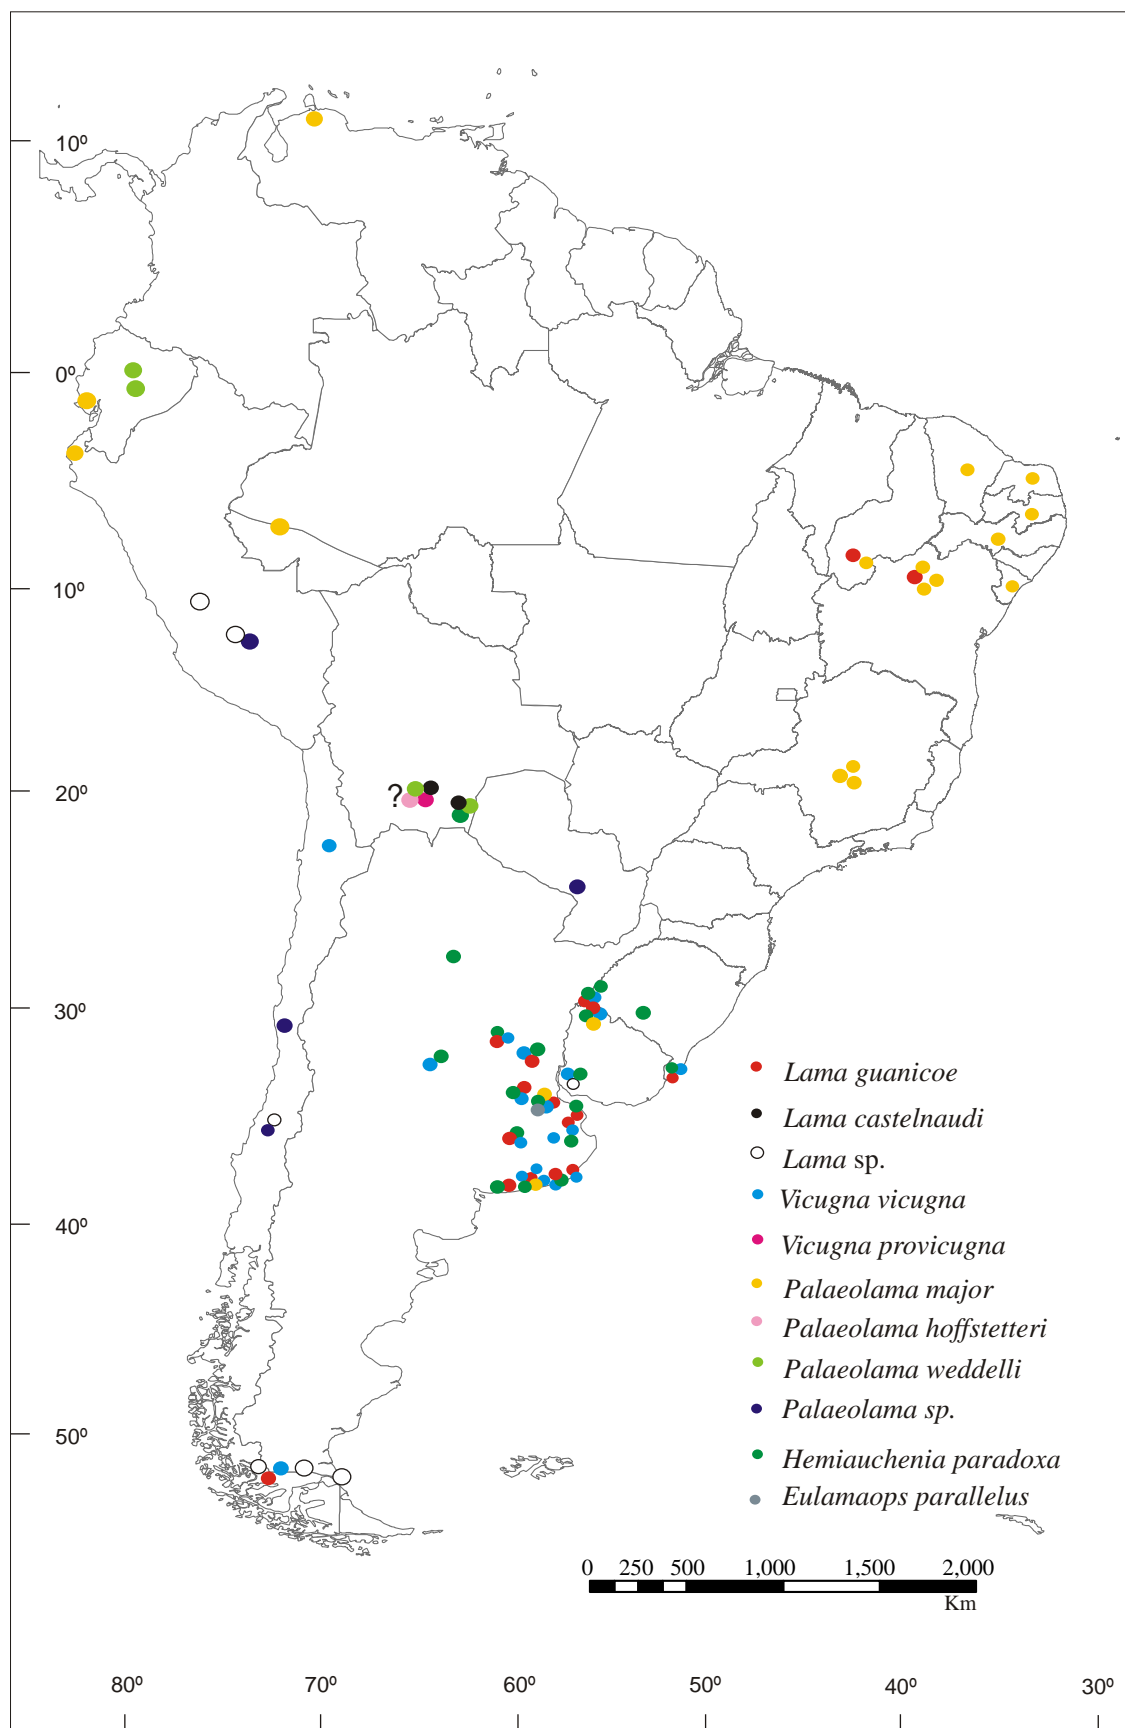 10º
0º
10º
?
20º
30º
Lama guanicoe
Lama castelnaudi
Lama sp.
Vicugna vicugna
40º
Vicugna provicugna
Palaeolama major
Palaeolama hoffstetteri
Palaeolama weddelli
Palaeolama sp.
50º
Hemiauchenia paradoxa
Eulamaops parallelus
0 250 500 1,000 1,500 2,000
Km
80º 70º 60º 50º 40º 30º